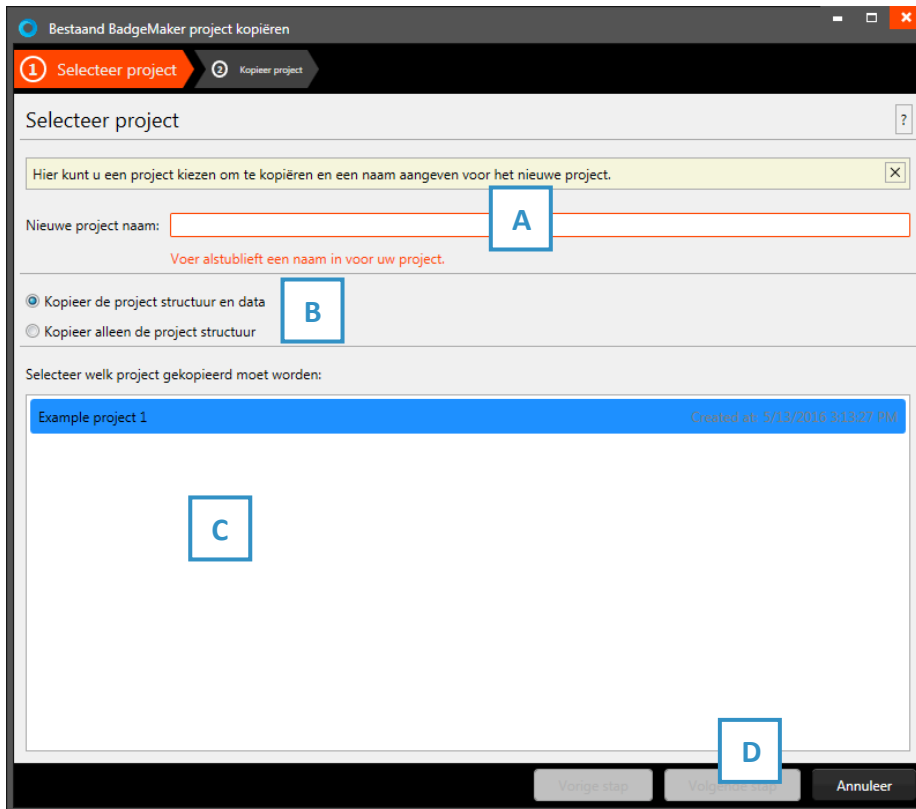 Bestaand BadgeMaker project kopiëren
1 Selecteer project 2 Kopieer project
Selecteer project ?
Hier kunt u een project kiezen om te kopiëren en een naam aangeven voor het nieuwe project.
A
Nieuwe project naam:
Voer alstublieft een naam in voor uw project.
Kopieer de project structuur en data
B
Kopieer alleen de project structuur
Selecteer welk project gekopieerd moet worden:
Example project 1 Created at: 5/13/2016 3:13:27 PM
C
D
Vorige stap Volgende stap Annuleer